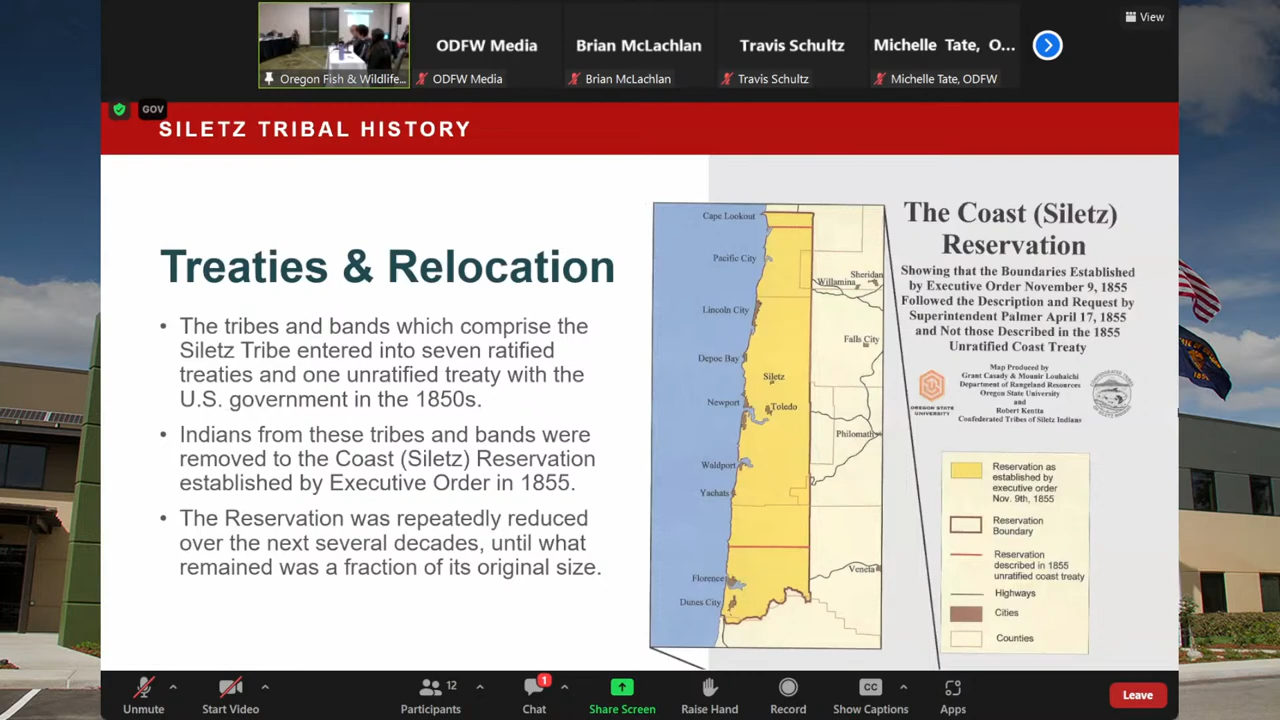 View
ODFW Media
Brian McLachlan
Travis Schultz
Michelle Tate, O...
Oregon Fish & Wildlife...
ODFW Media
Brian McLachlan
Travis Schultz
Michelle Tate, ODFW
GOV
SILETZ TRIBAL HISTORY
Treaties & Relocation
• The tribes and bands which comprise the
Siletz Tribe entered into seven ratified
treaties and one unratified treaty with the
U.S. government in the 1850s.
• Indians from these tribes and bands were
removed to the Coast (Siletz) Reservation
established by Executive Order in 1855.
• The Reservation was repeatedly reduced
over the next several decades, until what
remained was a fraction of its original size.
Cape Lookout
Pacific City
Willamina
Sheridan
Lincoln City
Falls City
Depoe Bay
Siletz
Newport
Toledo
Philomath
Waldport
Yachats
Veneta
Florence
Dunes City
The Coast (Siletz)
Reservation
Showing that the Boundaries Established
by Executive Order November 9, 1855
Followed the Description and Request by
Superintendent Palmer April 17, 1855
and Not those Described in the 1855
Unratified Coast Treaty
Map Produced by
Grant Casady & Mounir Louhaichi
Department of Rangeland Resources
Oregon State University
and
Robert Kentta
Confederated Tribes of Siletz Indians
OREGON STATE
UNIVERSITY
Reservation as
established by
executive order
Nov. 9th, 1855
Reservation
Boundary
Reservation
described in 1855
unratified coast treaty
Highways
Cities
Counties
Unmute
Start Video
12
Participants
1
Chat
Share Screen
Raise Hand
Record
CC
Show Captions
Apps
Leave